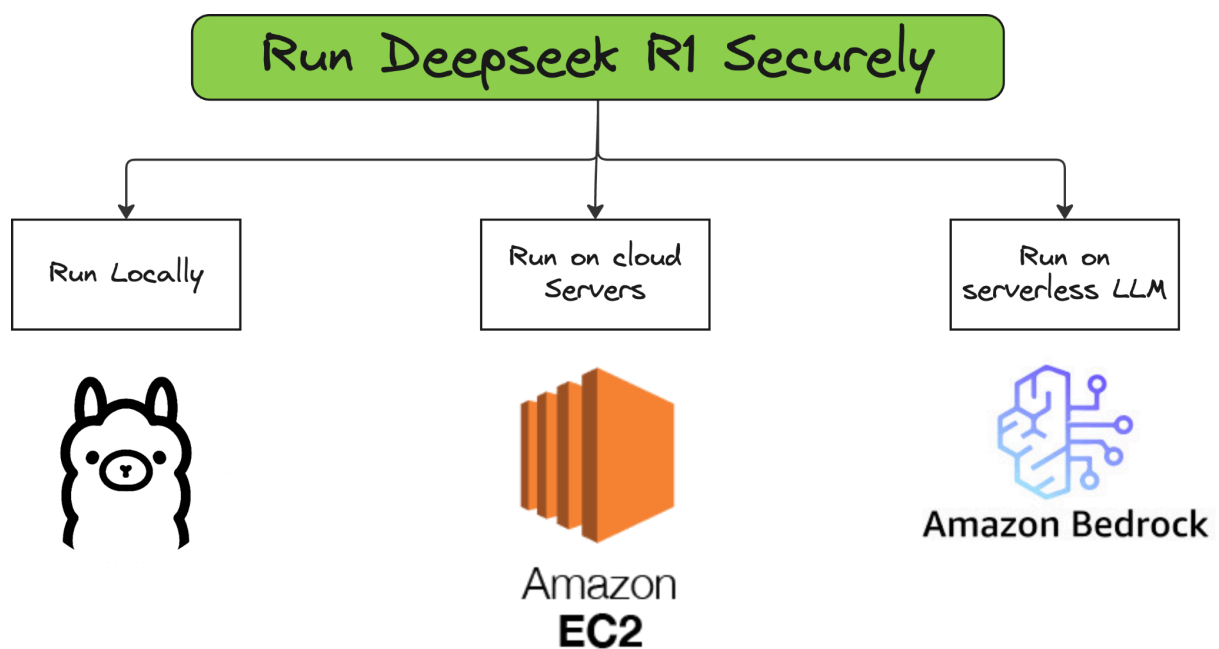 Run Deepseek R1 Securely
Run Locally
Run on cloud
Servers
Run on
serverless LLM
Amazon
EC2
Amazon Bedrock